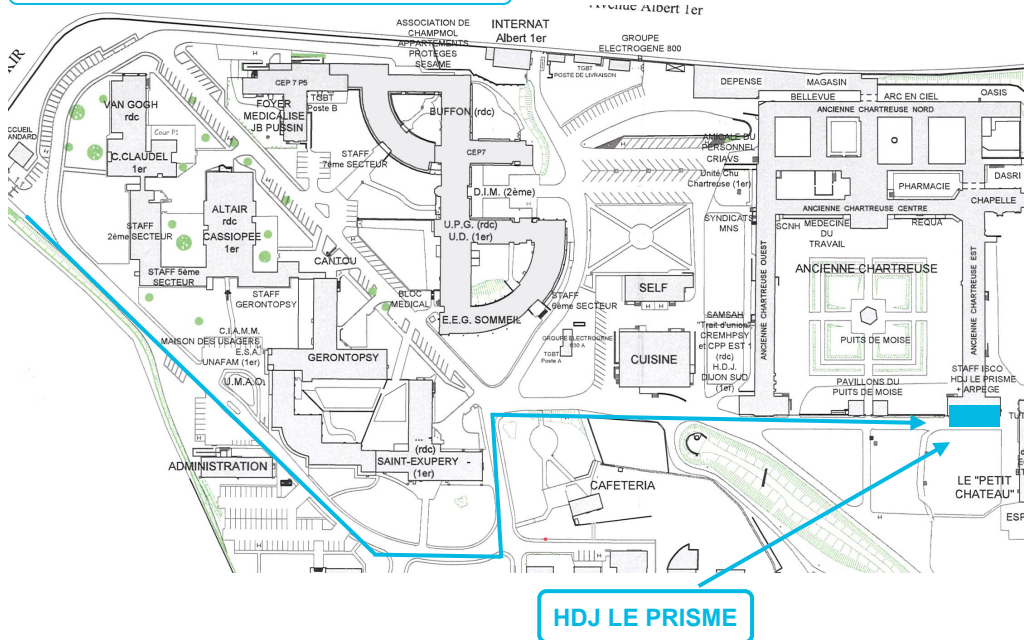 Avenue Albert 1er
ASSOCIATION DE
CHAMPMOL
APPARTEMENTS
PROTÉGÉS
SESAME
INTERNAT
Albert 1er
GROUPE
ELECTROGENE 800
TGBT
POSTE DE LIVRAISON
DEPENSE
MAGASIN
BELLEVUE
ARC EN CIEL
OASIS
ANCIENNE CHARTREUSE NORD
CEP 7 P5
TGBT
Poste B
FOYER
MEDICALISE
JB PUSSIN
BUFFON (rdc)
VAN GOGH
rdc
Cour P1
C.CLAUDEL
1er
STAFF
7ème SECTEUR
CEP7
AMICALE DU
PERSONNEL
CRIAVS
Unité Chu
Chartreuse (1er)
DASRI
PHARMACIE
CHAPELLE
D.I.M. (2ème)
ALTAIR
rdc
CASSIOPEE
1er
STAFF
2ème SECTEUR
U.P.G. (rdc)
U.D. (1er)
SYNDICATS
MNS
ANCIENNE CHARTREUSE CENTRE
SCNH
MEDECINE
DU
TRAVAIL
REQUA
CANTOU
STAFF 5ème
SECTEUR
STAFF
GERONTOPSY
BLOC
MEDICAL
STAFF
6ème SECTEUR
SELF
H H
ANCIENNE CHARTREUSE OUEST
ANCIENNE CHARTREUSE
ANCIENNE CHARTREUSE EST
E.E.G. SOMMEIL
SAMSAH
"Trait d'union"
CREMHPSY
et CPP EST 1
(rdc)
H.D.J.
DIJON SUD
(1er)
C.I.A.M.M.
MAISON DES USAGERS
E.S.A.
UNAFAM (1er)
GROUPE ELECTROGENE
630 A
TGBT
Poste A
CUISINE
PUITS DE MOISE
GERONTOPSY
U.M.A.O.
PAVILLONS DU
PUITS DE MOISE
STAFF ISCO
HDJ LE PRISME
+ ARPEGE
...
(rdc)
SAINT-EXUPERY
(1er)
ADMINISTRATION
CAFETERIA
LE "PETIT
CHATEAU"
HDJ LE PRISME